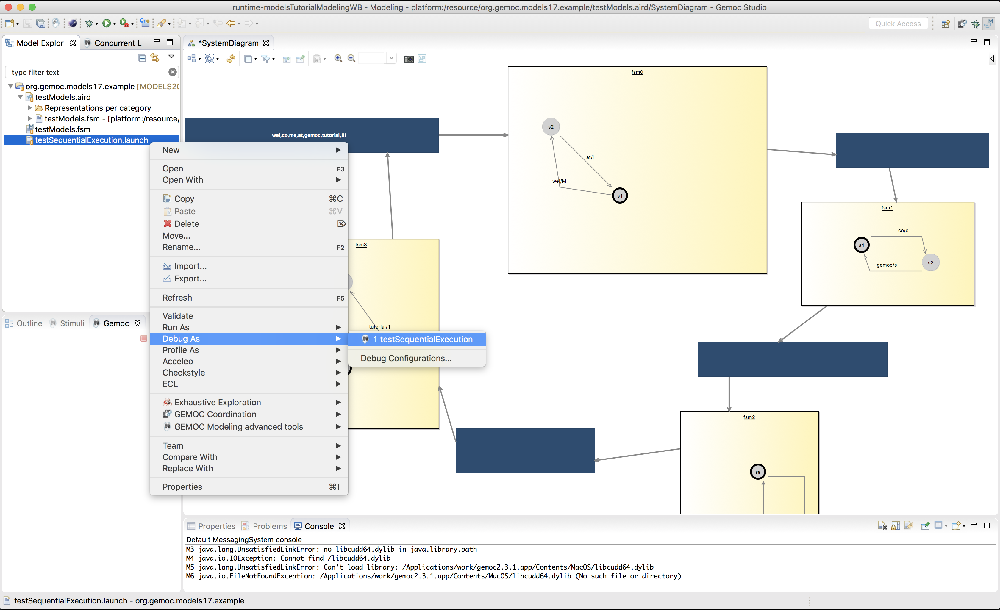 runtime-modelsTutorialModelingWB - Modeling - platform:/resource/org.gemoc.models17.example/testModels.aird/SystemDiagram - Gemoc Studio
Quick Access
Model Explor
Concurrent L
*SystemDiagram
type filter text
org.gemoc.models17.example [MODELS20
testModels.aird
Representations per category
testModels.fsm - [platform:/resource/
testModels.fsm
testSequentialExecution.launch
New
Open F3
Open With
Copy ⌘C
Paste ⌘V
Delete ⌦
Move...
Rename... F2
Import...
Export...
Refresh F5
Validate
Run As
Debug As
Profile As
Acceleo
Checkstyle
ECL
Exhaustive Exploration
GEMOC Coordination
GEMOC Modeling advanced tools
Team
Compare With
Replace With
Properties ⌘I
1 testSequentialExecution
Debug Configurations...
Outline
Stimuli
Gemoc
wel,co,me,at,gemoc,tutorial,!!!
fsm0
s2
at/I
wel/M
s1
fsm1
co/o
s1
s2
gemoc/s
fsm3
tutorial/1
fsm2
sa
Properties
Problems
Console
Default MessagingSystem console
M3 java.lang.UnsatisfiedLinkError: no libcudd64.dylib in java.library.path
M4 java.io.IOException: Cannot find /libcudd64.dylib
M5 java.lang.UnsatisfiedLinkError: Can't load library: /Applications/work/gemoc2.3.1.app/Contents/MacOS/libcudd64.dylib
M6 java.io.FileNotFoundException: /Applications/work/gemoc2.3.1.app/Contents/MacOS/libcudd64.dylib (No such file or directory)
testSequentialExecution.launch - org.gemoc.models17.example